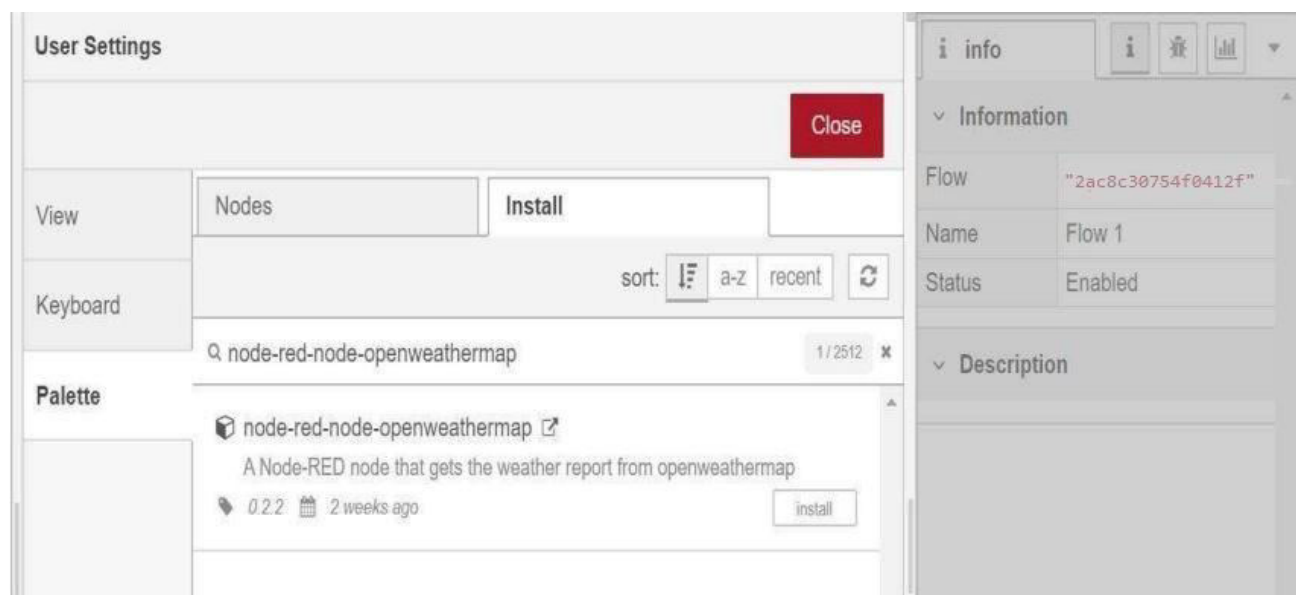 User Settings
Close
View
Keyboard
Palette
Nodes
Install
sort: a-z recent
node-red-node-openweathermap
1 / 2512
node-red-node-openweathermap
A Node-RED node that gets the weather report from openweathermap
0.2.2 2 weeks ago
install
i info
i
Information
Flow "2ac8c30754f0412f"
Name Flow 1
Status Enabled
Description